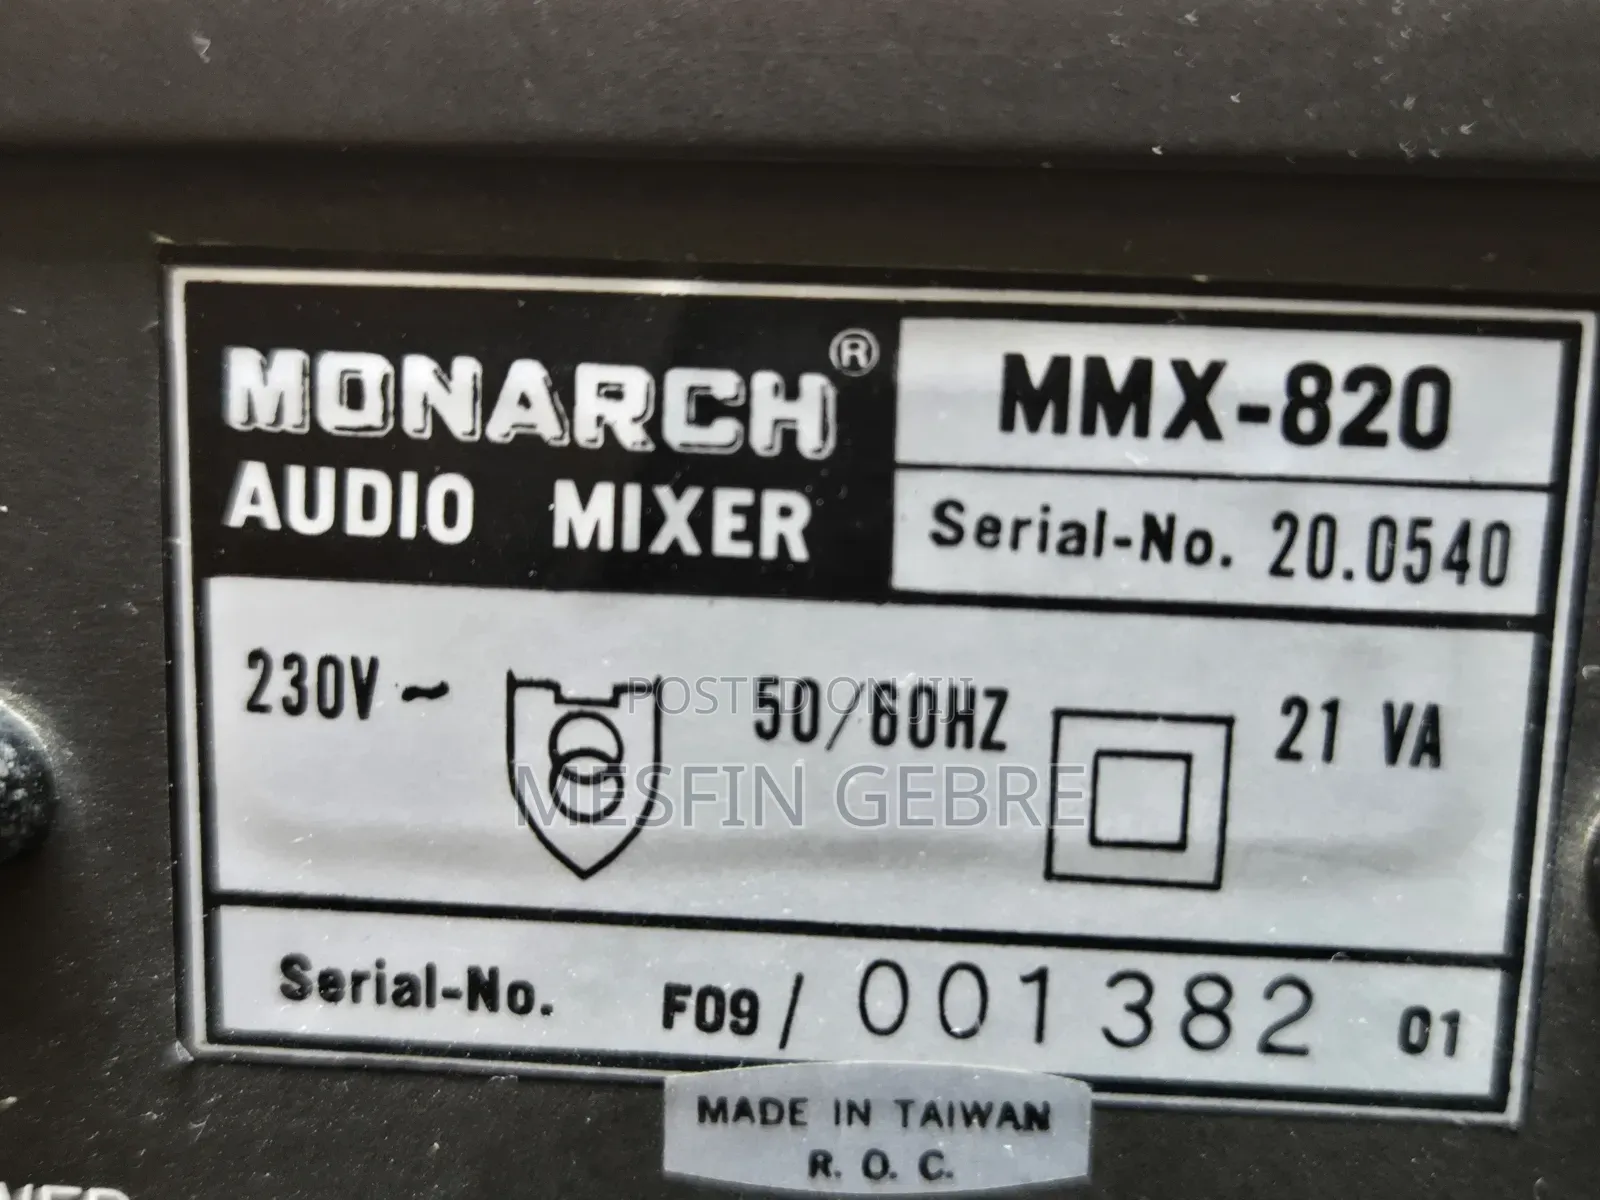 MONARCH®
AUDIO MIXER
MMX-820
Serial-No. 20.0540
230V~
50/60HZ
21 VA
POSTED ON JIJI
MESFIN GEBRE
Serial-No. F09/001382 01
MADE IN TAIWAN
R. O. C.